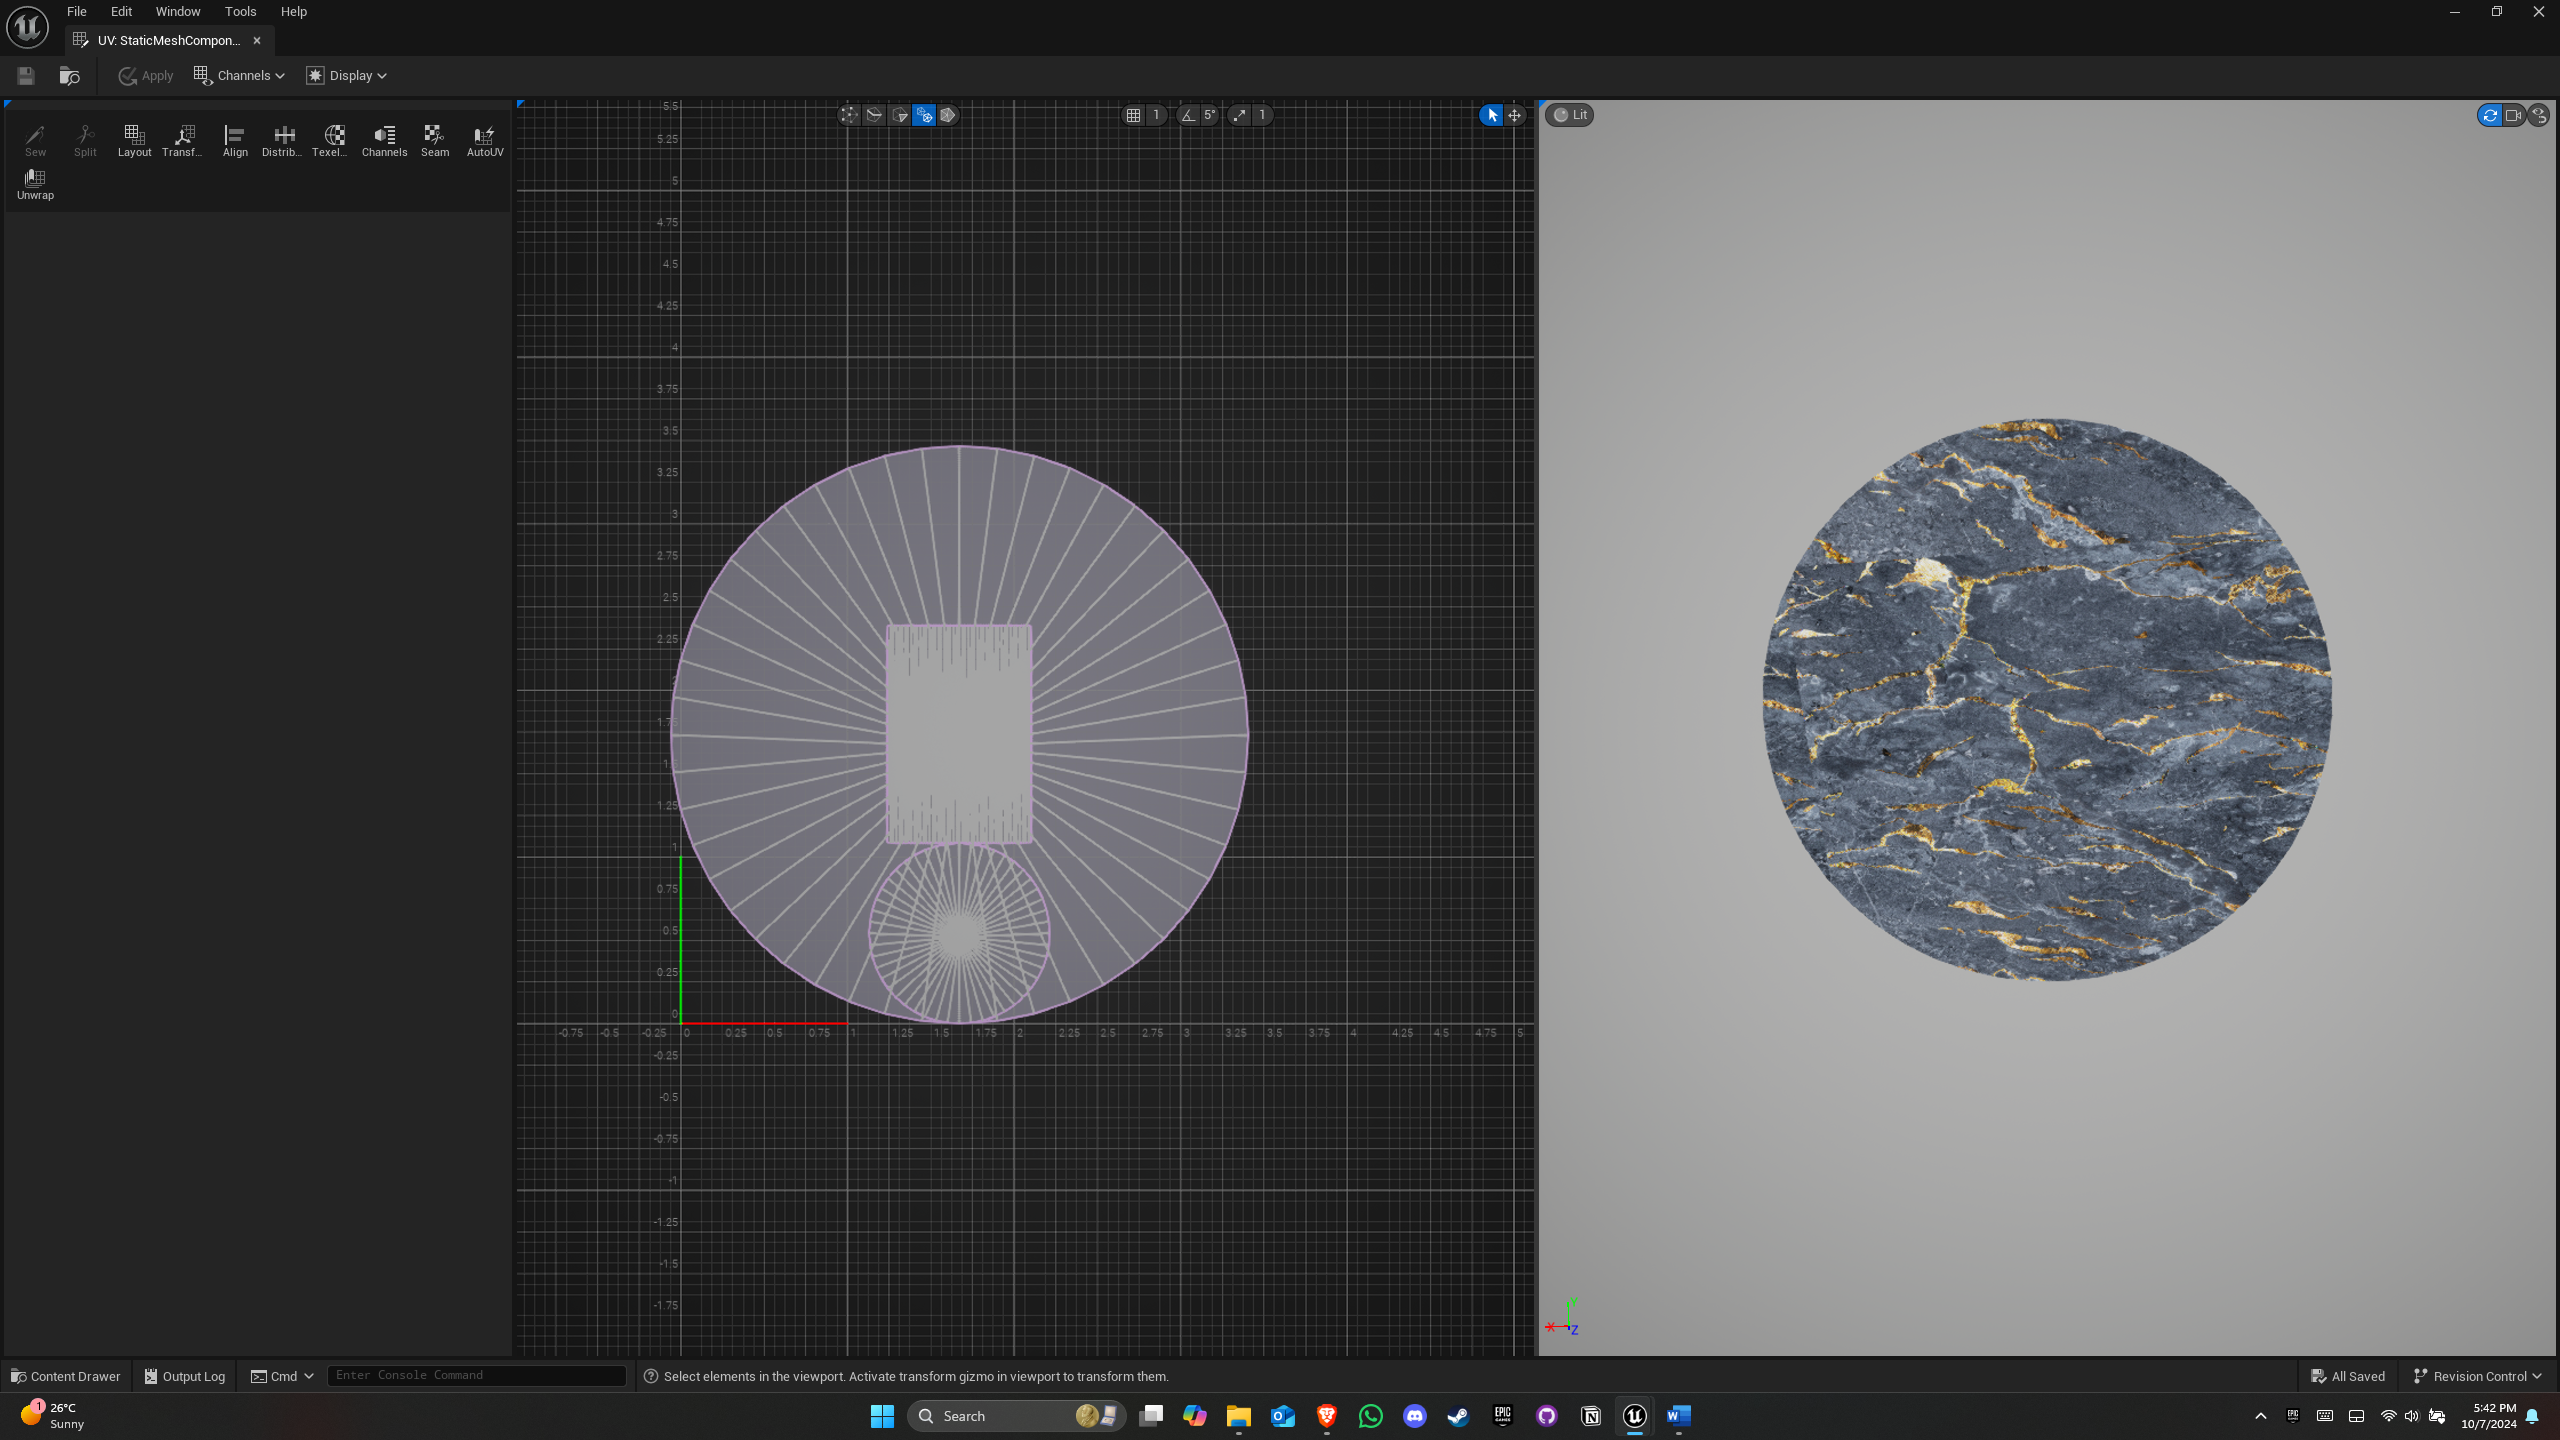 File Edit Window Tools Help
UV: StaticMeshCompon...
Apply Channels Display
Sew Split Layout Transf... Align Distrib... Texel... Channels Seam AutoUV
Unwrap
1 5° 1
Lit
5.5
5.25
5
4.75
4.5
4.25
4
3.75
3.5
3.25
3
2.75
2.5
2.25
1.75
1.25
1
0.75
0.5
0.25
0
-0.75 -0.5 -0.25 0 0.25 0.5 0.75 1 1.25 1.5 1.75 2 2.25 2.5 2.75 3 3.25 3.5 3.75 4 4.25 4.5 4.75 5
-0.25
-0.5
-0.75
-1
-1.25
-1.5
-1.75
Y
X Z
Content Drawer Output Log Cmd Enter Console Command Select elements in the viewport. Activate transform gizmo in viewport to transform them. All Saved Revision Control
1 26°C
Sunny
Search
EPIC GAMES
5:42 PM
10/7/2024